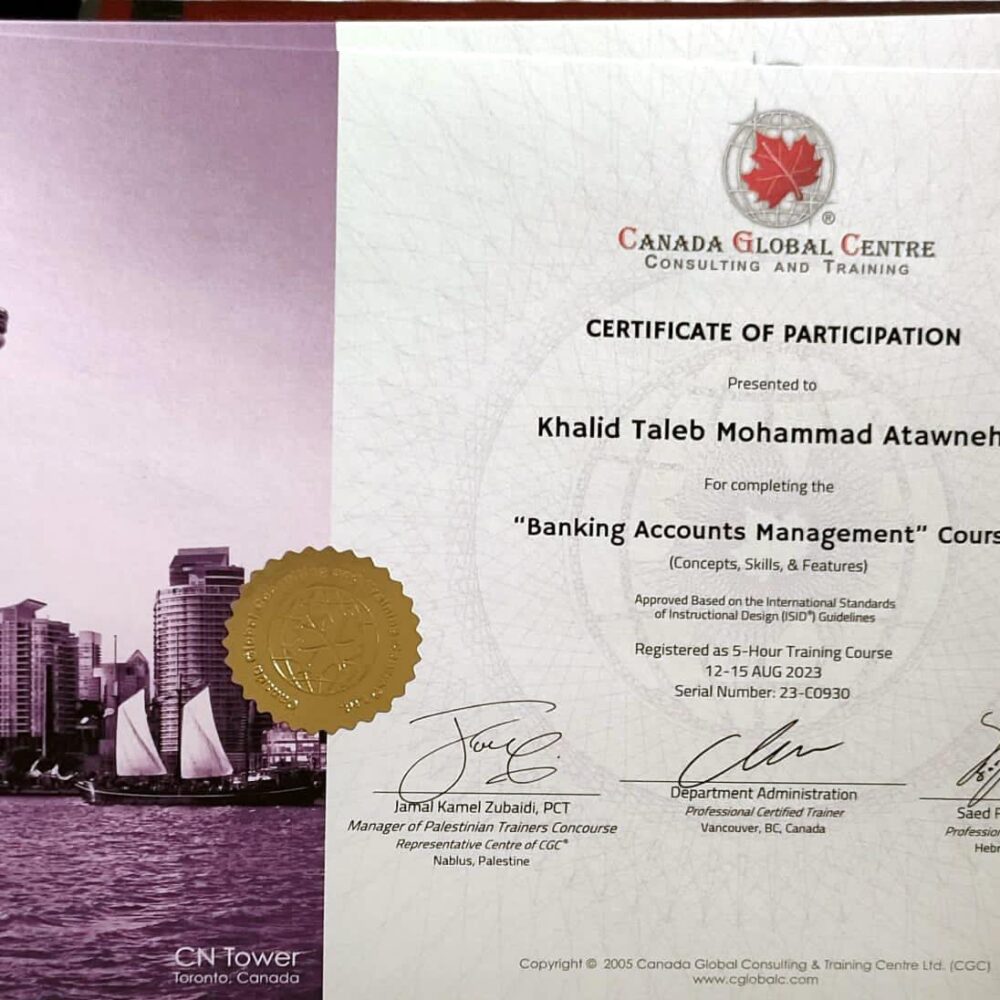 ®
CANADA GLOBAL CENTRE
CONSULTING AND TRAINING
CERTIFICATE OF PARTICIPATION
Presented to
Khalid Taleb Mohammad Atawneh
For completing the
"Banking Accounts Management" Cours
(Concepts, Skills, & Features)
Approved Based on the International Standards
of Instructional Design (ISID®) Guidelines
Registered as 5-Hour Training Course
12-15 AUG 2023
Serial Number: 23-C0930
Jamal Kamel Zubaidi, PCT
Manager of Palestinian Trainers Concourse
Representative Centre of CGC®
Nablus, Palestine
Department Administration
Professional Certified Trainer
Vancouver, BC, Canada
Saed
CN Tower
Toronto, Canada
Copyright © 2005 Canada Global Consulting & Training Centre Ltd. (CGC)
www.cglobalc.com